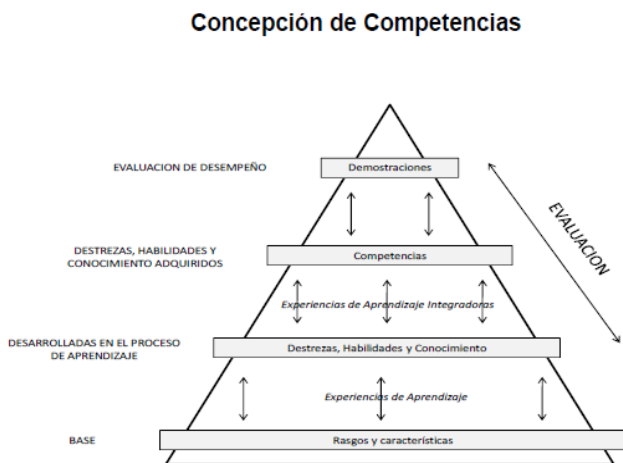 Concepción de Competencias
EVALUACION DE DESEMPEÑO
Demostraciones
EVALUACION
DESTREZAS, HABILIDADES Y
CONOCIMIENTO ADQUIRIDOS
Competencias
Experiencias de Aprendizaje Integradoras
DESARROLLADAS EN EL PROCESO
DE APRENDIZAJE
Destrezas, Habilidades y Conocimiento
Experiencias de Aprendizaje
BASE
Rasgos y características